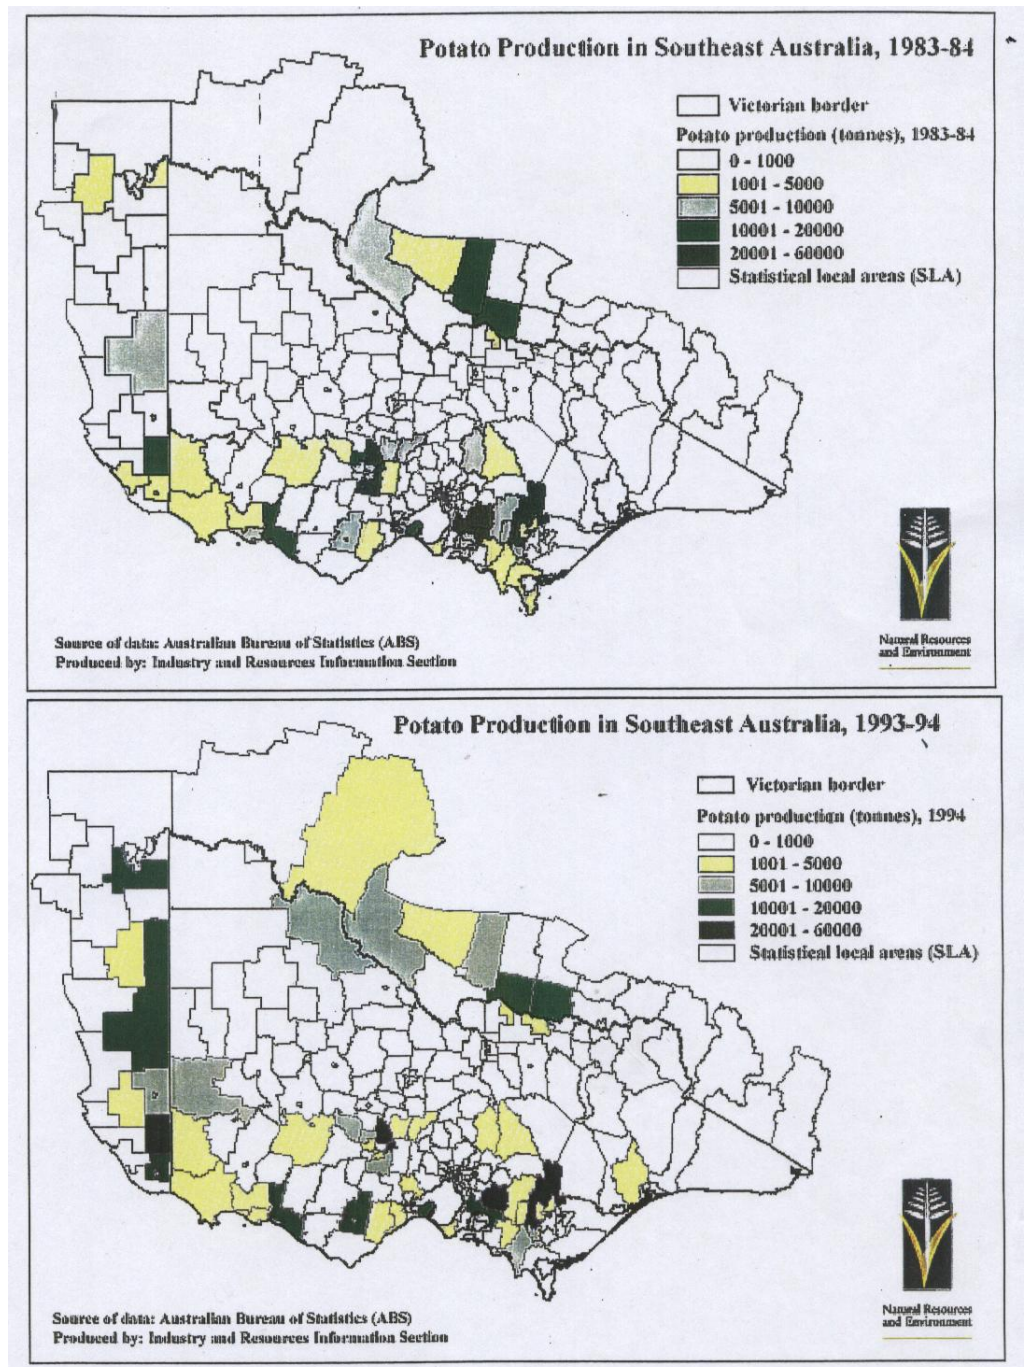 Potato Production in Southeast Australia, 1983-84
Victorian border
Potato production (tonnes), 1983-84
0 - 1000
1001 - 5000
5001 - 10000
10001 - 20000
20001 - 60000
Statistical local areas (SLA)
Natural Resources
and Environment
Source of data: Australian Bureau of Statistics (ABS)
Produced by: Industry and Resources Information Section
Potato Production in Southeast Australia, 1993-94
Victorian border
Potato production (tonnes), 1994
0 - 1000
1001 - 5000
5001 - 10000
10001 - 20000
20001 - 60000
Statistical local areas (SLA)
Natural Resources
and Environment
Source of data: Australian Bureau of Statistics (ABS)
Produced by: Industry and Resources Information Section